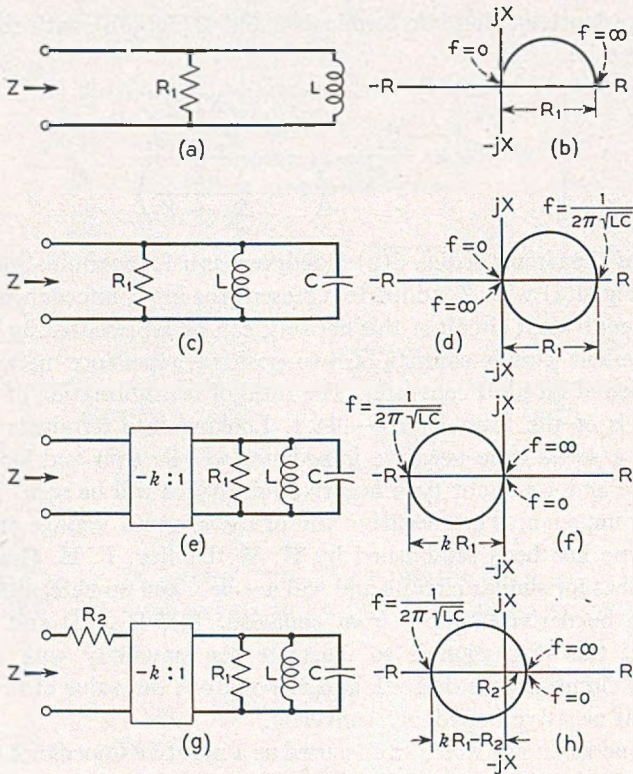 Z R₁ L
(a)
jX
f=0 f=∞
-R R
R₁
-jX (b)
Z R₁ L C
(c)
jX f=1/2π√LC
f=0
-R R
f=∞
R₁
-jX
(d)
Z -k:1 R₁ L C
(e)
f=1/2π√LC jX
f=∞
-R R
f=0
kR₁
-jX
(f)
R₂
Z -k:1 R₁ L C
(g)
f=1/2π√LC jX
f=∞
-R R₂ R
f=0
kR₁-R₂
-jX
(h)